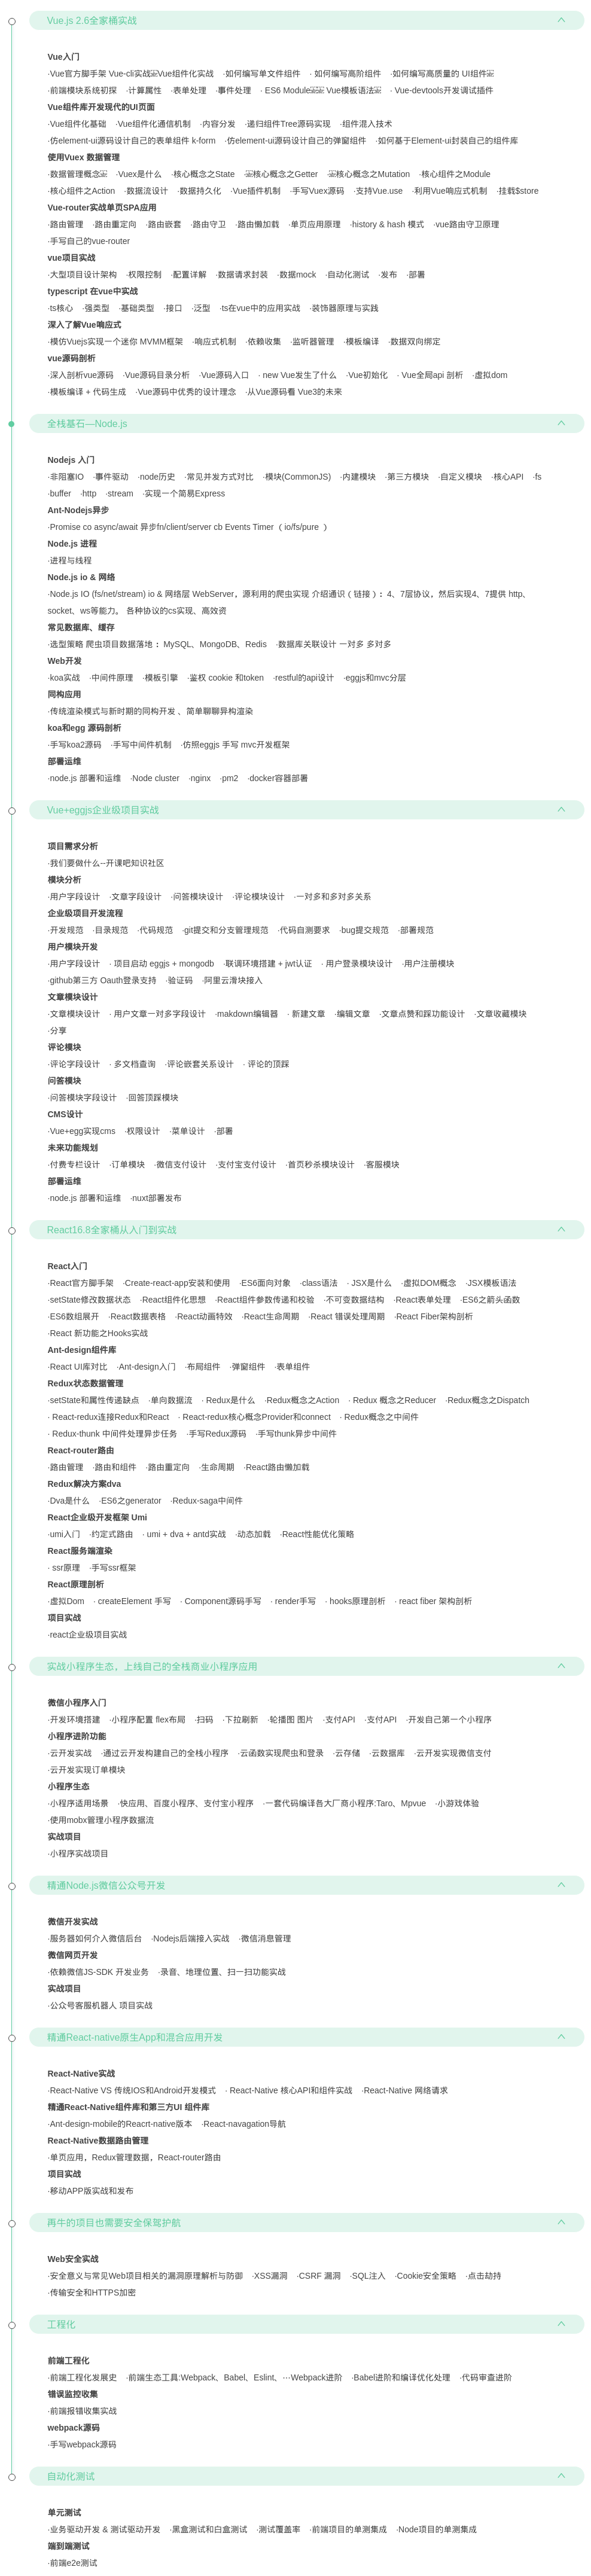 Vue.js 2.6全家桶实战
Vue入门
·Vue官方脚手架 Vue-cli实战Vue组件化实战 ·如何编写单文件组件 · 如何编写高阶组件 ·如何编写高质量的 UI组件
·前端模块系统初探 ·计算属性 ·表单处理 ·事件处理 · ES6 Module Vue模板语法 · Vue-devtools开发调试插件
Vue组件库开发现代的UI页面
·Vue组件化基础 ·Vue组件化通信机制 ·内容分发 ·递归组件Tree源码实现 ·组件混入技术
·仿element-ui源码设计自己的表单组件 k-form ·仿element-ui源码设计自己的弹窗组件 ·如何基于Element-ui封装自己的组件库
使用Vuex 数据管理
·数据管理概念 ·Vuex是什么 ·核心概念之State ·核心概念之Getter ·核心概念之Mutation ·核心组件之Module
·核心组件之Action ·数据流设计 ·数据持久化 ·Vue插件机制 ·手写Vuex源码 ·支持Vue.use ·利用Vue响应式机制 ·挂载$store
Vue-router实战单页SPA应用
·路由管理 ·路由重定向 ·路由嵌套 ·路由守卫 ·路由懒加载 ·单页应用原理 ·history & hash 模式 ·vue路由守卫原理
·手写自己的vue-router
vue项目实战
·大型项目设计架构 ·权限控制 ·配置详解 ·数据请求封装 ·数据mock ·自动化测试 ·发布 ·部署
typescript 在vue中实战
·ts核心 ·强类型 ·基础类型 ·接口 ·泛型 ·ts在vue中的应用实战 ·装饰器原理与实践
深入了解Vue响应式
·模仿Vuejs实现一个迷你 MVMM框架 ·响应式机制 ·依赖收集 ·监听器管理 ·模板编译 ·数据双向绑定
vue源码剖析
·深入剖析vue源码 ·Vue源码目录分析 ·Vue源码入口 · new Vue发生了什么 ·Vue初始化 · Vue全局api 剖析 ·虚拟dom
·模板编译 + 代码生成 ·Vue源码中优秀的设计理念 ·从Vue源码看 Vue3的未来
全栈基石—Node.js
Nodejs 入门
·非阻塞IO ·事件驱动 ·node历史 ·常见并发方式对比 ·模块(CommonJS) ·内建模块 ·第三方模块 ·自定义模块 ·核心API ·fs
·buffer ·http ·stream ·实现一个简易Express
Ant-Nodejs异步
·Promise co async/await 异步fn/client/server cb Events Timer （io/fs/pure ）
Node.js 进程
·进程与线程
Node.js io & 网络
·Node.js IO (fs/net/stream) io & 网络层 WebServer，源利用的爬虫实现 介绍通识（链接）：4、7层协议，然后实现4、7提供 http、
socket、ws等能力。 各种协议的cs实现、高效资
常见数据库、缓存
·选型策略 爬虫项目数据落地 ：MySQL、MongoDB、Redis ·数据库关联设计 一对多 多对多
Web开发
·koa实战 ·中间件原理 ·模板引擎 ·鉴权 cookie 和token ·restful的api设计 ·eggjs和mvc分层
同构应用
·传统渲染模式与新时期的同构开发 、简单聊聊异构渲染
koa和egg 源码剖析
·手写koa2源码 ·手写中间件机制 ·仿照eggjs 手写 mvc开发框架
部署运维
·node.js 部署和运维 ·Node cluster ·nginx ·pm2 ·docker容器部署
Vue+eggjs企业级项目实战
项目需求分析
·我们要做什么--开课吧知识社区
模块分析
·用户字段设计 ·文章字段设计 ·问答模块设计 ·评论模块设计 ·一对多和多对多关系
企业级项目开发流程
·开发规范 ·目录规范 ·代码规范 ·git提交和分支管理规范 ·代码自测要求 ·bug提交规范 ·部署规范
用户模块开发
·用户字段设计 · 项目启动 eggjs + mongodb ·联调环境搭建 + jwt认证 · 用户登录模块设计 ·用户注册模块
·github第三方 Oauth登录支持 ·验证码 ·阿里云滑块接入
文章模块设计
·文章模块设计 · 用户文章一对多字段设计 ·makdown编辑器 · 新建文章 ·编辑文章 ·文章点赞和踩功能设计 ·文章收藏模块
·分享
评论模块
·评论字段设计 · 多文档查询 ·评论嵌套关系设计 · 评论的顶踩
问答模块
·问答模块字段设计 ·回答顶踩模块
CMS设计
·Vue+egg实现cms ·权限设计 ·菜单设计 ·部署
未来功能规划
·付费专栏设计 ·订单模块 ·微信支付设计 ·支付宝支付设计 ·首页秒杀模块设计 ·客服模块
部署运维
·node.js 部署和运维 ·nuxt部署发布
React16.8全家桶从入门到实战
React入门
·React官方脚手架 ·Create-react-app安装和使用 ·ES6面向对象 ·class语法 · JSX是什么 ·虚拟DOM概念 ·JSX模板语法
·setState修改数据状态 ·React组件化思想 ·React组件参数传递和校验 ·不可变数据结构 ·React表单处理 ·ES6之箭头函数
·ES6数组展开 ·React数据表格 ·React动画特效 ·React生命周期 ·React 错误处理周期 ·React Fiber架构剖析
·React 新功能之Hooks实战
Ant-design组件库
·React UI库对比 ·Ant-design入门 ·布局组件 ·弹窗组件 ·表单组件
Redux状态数据管理
·setState和属性传递缺点 ·单向数据流 · Redux是什么 ·Redux概念之Action · Redux 概念之Reducer ·Redux概念之Dispatch
· React-redux连接Redux和React · React-redux核心概念Provider和connect · Redux概念之中间件
· Redux-thunk 中间件处理异步任务 ·手写Redux源码 ·手写thunk异步中间件
React-router路由
·路由管理 ·路由和组件 ·路由重定向 ·生命周期 ·React路由懒加载
Redux解决方案dva
·Dva是什么 ·ES6之generator ·Redux-saga中间件
React企业级开发框架 Umi
·umi入门 ·约定式路由 · umi + dva + antd实战 ·动态加载 ·React性能优化策略
React服务端渲染
· ssr原理 ·手写ssr框架
React原理剖析
·虚拟Dom · createElement 手写 · Component源码手写 · render手写 · hooks原理剖析 · react fiber 架构剖析
项目实战
·react企业级项目实战
实战小程序生态，上线自己的全栈商业小程序应用
微信小程序入门
·开发环境搭建 ·小程序配置 flex布局 ·扫码 ·下拉刷新 ·轮播图 图片 ·支付API ·支付API ·开发自己第一个小程序
小程序进阶功能
·云开发实战 ·通过云开发构建自己的全栈小程序 ·云函数实现爬虫和登录 ·云存储 ·云数据库 ·云开发实现微信支付
·云开发实现订单模块
小程序生态
·小程序适用场景 ·快应用、百度小程序、支付宝小程序 ·一套代码编译各大厂商小程序:Taro、Mpvue ·小游戏体验
·使用mobx管理小程序数据流
实战项目
·小程序实战项目
精通Node.js微信公众号开发
微信开发实战
·服务器如何介入微信后台 ·Nodejs后端接入实战 ·微信消息管理
微信网页开发
·依赖微信JS-SDK 开发业务 ·录音、地理位置、扫一扫功能实战
实战项目
·公众号客服机器人 项目实战
精通React-native原生App和混合应用开发
React-Native实战
·React-Native VS 传统IOS和Android开发模式 · React-Native 核心API和组件实战 ·React-Native 网络请求
精通React-Native组件库和第三方UI 组件库
·Ant-design-mobile的Reacrt-native版本 ·React-navagation导航
React-Native数据路由管理
·单页应用，Redux管理数据，React-router路由
项目实战
·移动APP版实战和发布
再牛的项目也需要安全保驾护航
Web安全实战
·安全意义与常见Web项目相关的漏洞原理解析与防御 ·XSS漏洞 ·CSRF 漏洞 ·SQL注入 ·Cookie安全策略 ·点击劫持
·传输安全和HTTPS加密
工程化
前端工程化
·前端工程化发展史 ·前端生态工具:Webpack、Babel、Eslint、…Webpack进阶 ·Babel进阶和编译优化处理 ·代码审查进阶
错误监控收集
·前端报错收集实战
webpack源码
·手写webpack源码
自动化测试
单元测试
·业务驱动开发 & 测试驱动开发 ·黑盒测试和白盒测试 ·测试覆盖率 ·前端项目的单测集成 ·Node项目的单测集成
端到端测试
·前端e2e测试